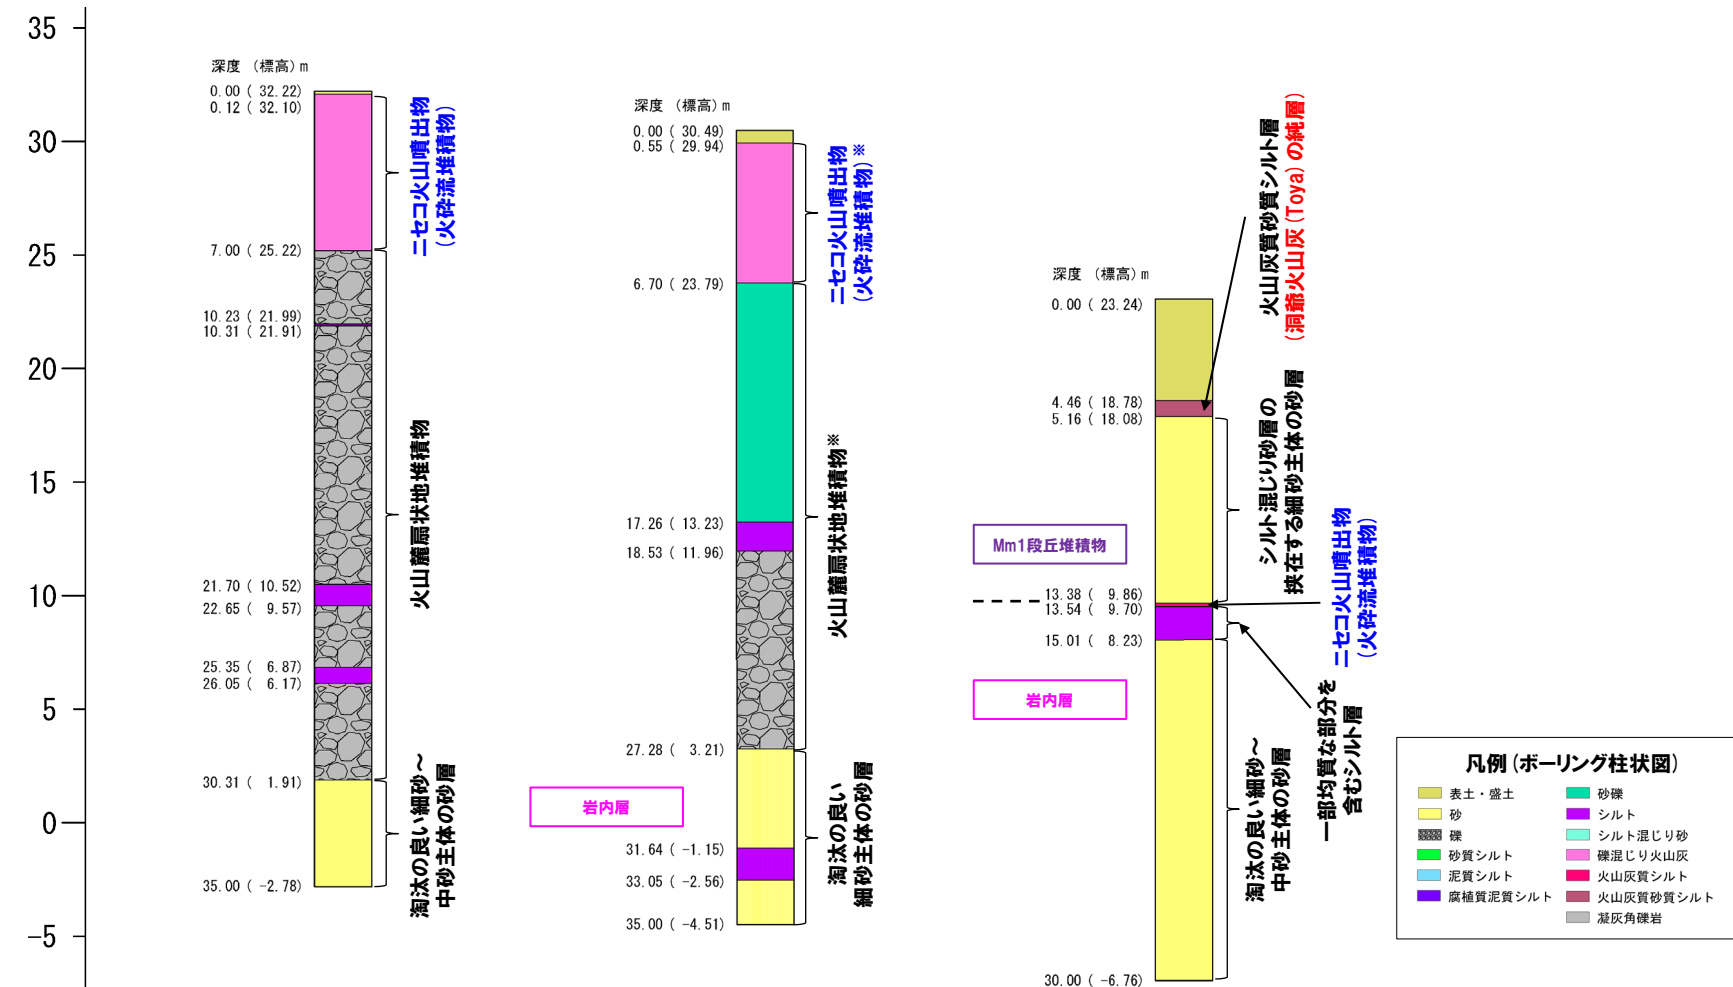 35
30
25
20
15
10
5
0
-5
深度 (標高) m
0.00 ( 32.22)
0.12 ( 32.10)
7.00 ( 25.22)
10.23 ( 21.99)
10.31 ( 21.91)
21.70 ( 10.52)
22.65 ( 9.57)
25.35 ( 6.87)
26.05 ( 6.17)
30.31 ( 1.91)
35.00 ( -2.78)
ニセコ火山噴出物
(火砕流堆積物)
火山麓扇状地堆積物
淘汰の良い細砂~
中砂主体の砂層
深度 (標高) m
0.00 ( 30.49)
0.55 ( 29.94)
6.70 ( 23.79)
17.26 ( 13.23)
18.53 ( 11.96)
27.28 ( 3.21)
31.64 ( -1.15)
33.05 ( -2.56)
35.00 ( -4.51)
ニセコ火山噴出物
(火砕流堆積物)※
火山麓扇状地堆積物※
淘汰の良い
細砂主体の砂層
岩内層
深度 (標高) m
0.00 ( 23.24)
4.46 ( 18.78)
5.16 ( 18.08)
13.38 ( 9.86)
13.54 ( 9.70)
15.01 ( 8.23)
30.00 ( -6.76)
Mm1段丘堆積物
岩内層
火山灰質砂質シルト層
(洞爺火山灰(Toya)の純層)
シルト混じり砂層の
挟在する細砂主体の砂層
ニセコ火山噴出物
(火砕流堆積物)
一部均質な部分を
含むシルト層
淘汰の良い細砂~
中砂主体の砂層
凡例(ボーリング柱状図)
表土・盛土
砂
礫
砂質シルト
泥質シルト
腐植質泥質シルト
砂礫
シルト
シルト混じり砂
礫混じり火山灰
火山灰質シルト
火山灰質砂質シルト
凝灰角礫岩